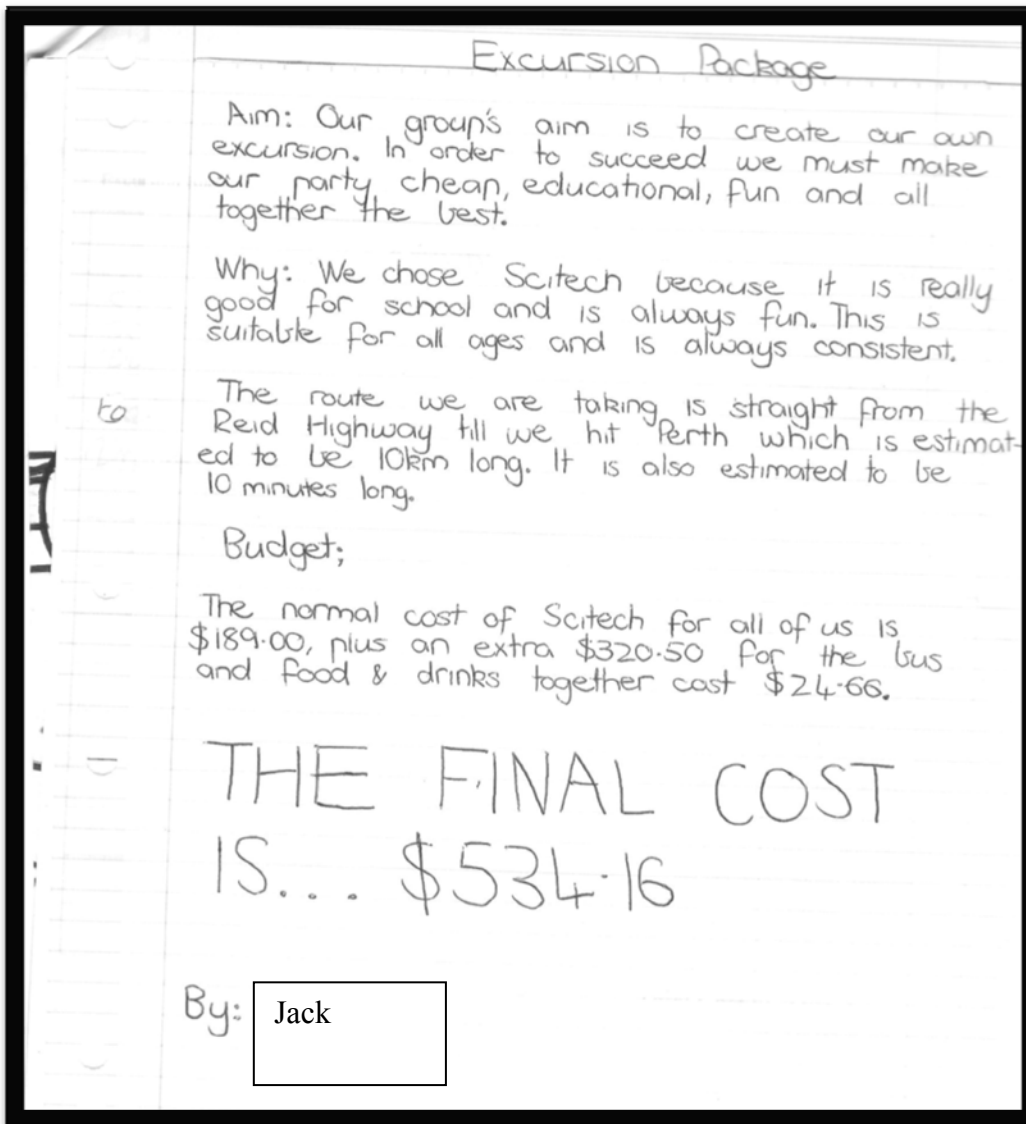 Excursion Package
Aim: Our group's aim is to create our own
excursion. In order to succeed we must make
our party cheap, educational, fun and all
together the best.
Why: We chose Scitech because it is really
good for school and is always fun. This is
suitable for all ages and is always consistent.
The route we are taking is straight from the
to
Reid Highway till we hit Perth which is estimat-
ed to be 10km long. It is also estimated to be
10 minutes long.
Budget;
The normal cost of Scitech for all of us is
$189.00, plus an extra $320.50 for the bus
and food & drinks together cost $24.66.
THE FINAL COST
IS... $534.16
By: Jack